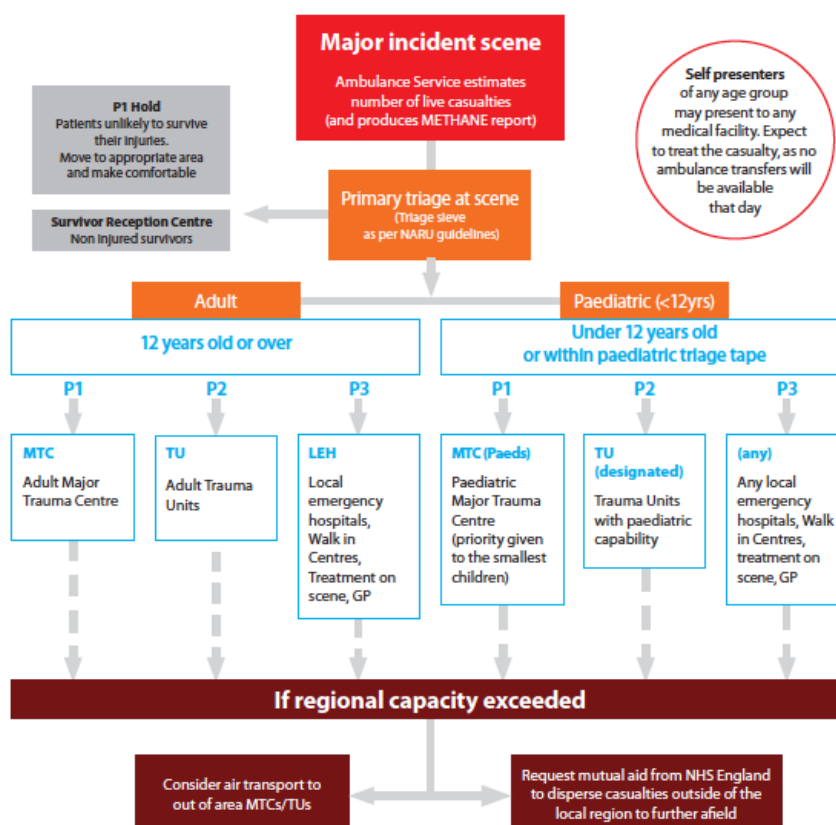 Major incident scene
Ambulance Service estimates
number of live casualties
(and produces METHANE report)
P1 Hold
Patients unlikely to survive
their injuries.
Move to appropriate area
and make comfortable
Survivor Reception Centre
Non injured survivors
Self presenters
of any age group
may present to any
medical facility. Expect
to treat the casualty, as no
ambulance transfers will
be available
that day
Primary triage at scene
(Triage sieve
as per NARU guidelines)
Adult
Paediatric (<12yrs)
12 years old or over
Under 12 years old
or within paediatric triage tape
P1
P2
P3
P1
P2
P3
MTC
Adult Major
Trauma Centre
TU
Adult Trauma
Units
LEH
Local
emergency
hospitals,
Walk in
Centres,
Treatment on
scene, GP
MTC (Paeds)
Paediatric
Major Trauma
Centre
(priority given
to the smallest
children)
TU
(designated)
Trauma Units
with paediatric
capability
(any)
Any local
emergency
hospitals, Walk
in Centres,
treatment on
scene, GP
If regional capacity exceeded
Consider air transport to
out of area MTCs/TUs
Request mutual aid from NHS England
to disperse casualties outside of the
local region to further afield